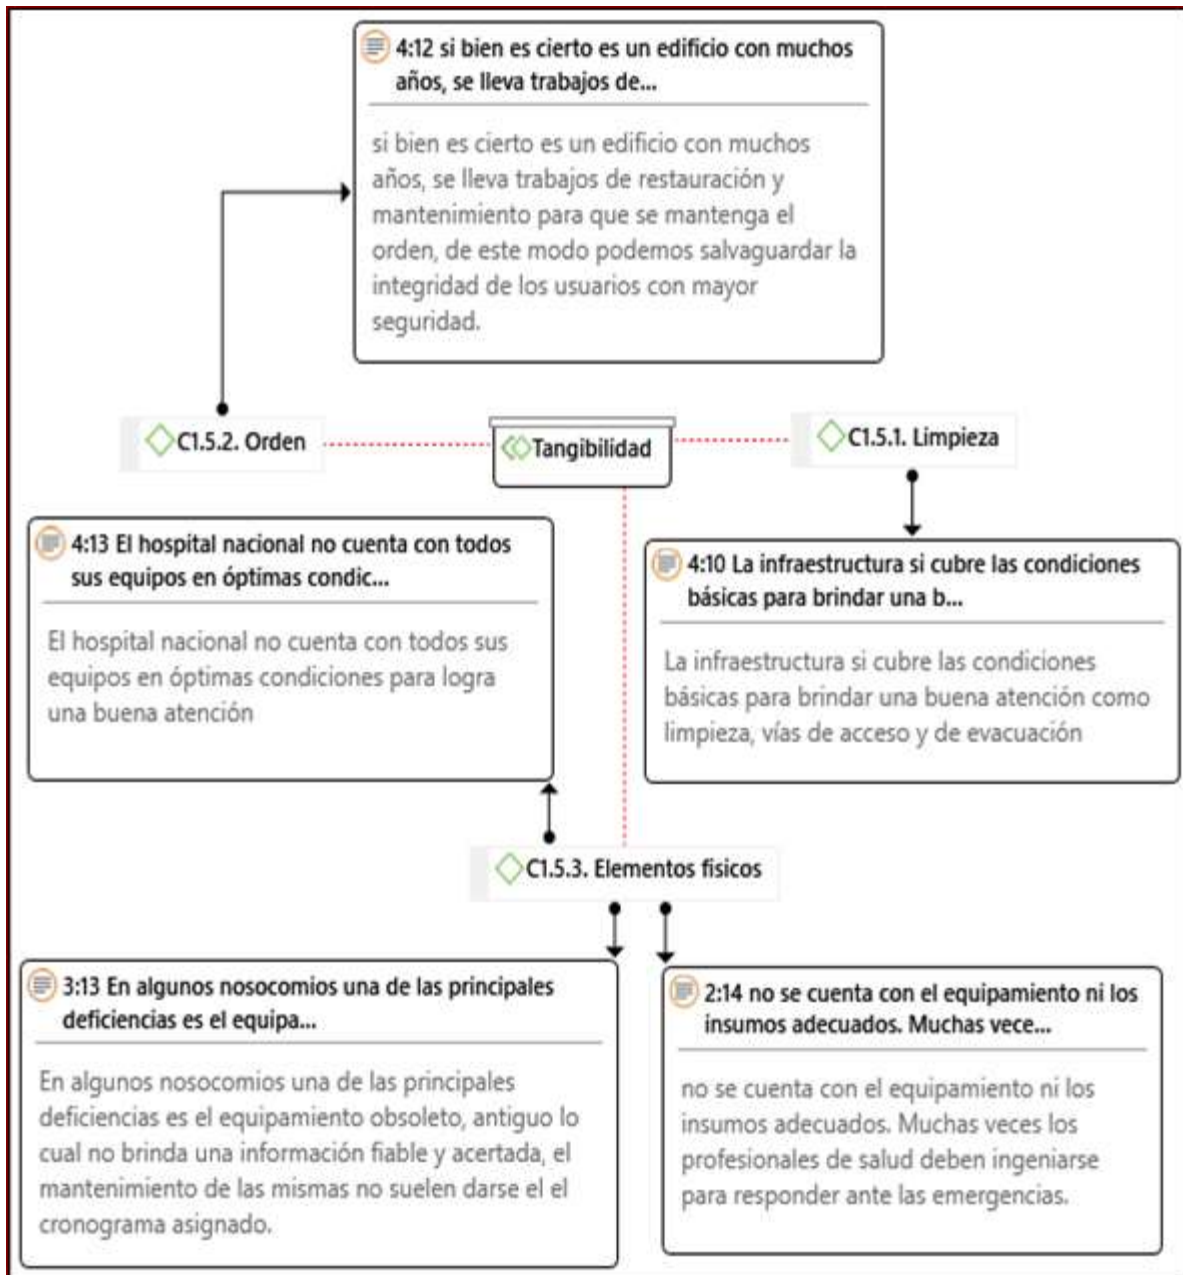 4:12 si bien es cierto es un edificio con muchos
años, se lleva trabajos de...
si bien es cierto es un edificio con muchos
años, se lleva trabajos de restauración y
mantenimiento para que se mantenga el
orden, de este modo podemos salvaguardar la
integridad de los usuarios con mayor
seguridad.
C1.5.2. Orden
Tangibilidad
C1.5.1. Limpieza
4:13 El hospital nacional no cuenta con todos
sus equipos en óptimas condic...
El hospital nacional no cuenta con todos sus
equipos en óptimas condiciones para logra
una buena atención
4:10 La infraestructura si cubre las condiciones
básicas para brindar una b...
La infraestructura si cubre las condiciones
básicas para brindar una buena atención como
limpieza, vías de acceso y de evacuación
C1.5.3. Elementos fisicos
3:13 En algunos nosocomios una de las principales
deficiencias es el equipa...
En algunos nosocomios una de las principales
deficiencias es el equipamiento obsoleto, antiguo lo
cual no brinda una información fiable y acertada, el
mantenimiento de las mismas no suelen darse el el
cronograma asignado.
2:14 no se cuenta con el equipamiento ni los
insumos adecuados. Muchas vece...
no se cuenta con el equipamiento ni los
insumos adecuados. Muchas veces los
profesionales de salud deben ingeniarse
para responder ante las emergencias.